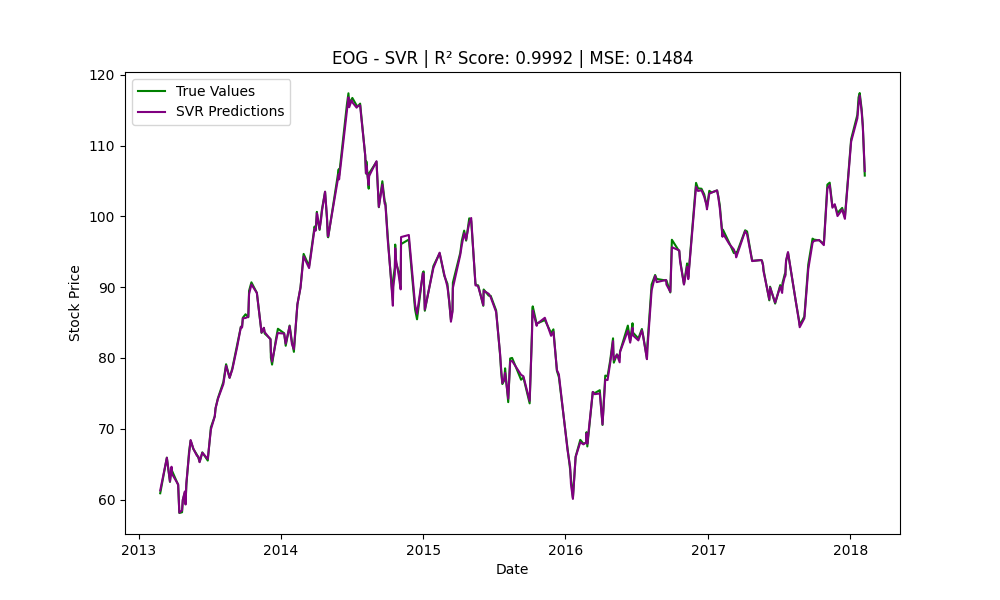 EOG - SVR | R² Score: 0.9992 | MSE: 0.1484
True Values
SVR Predictions
120
110
100
90
80
70
60
Stock Price
2013
2014
2015
2016
2017
2018
Date